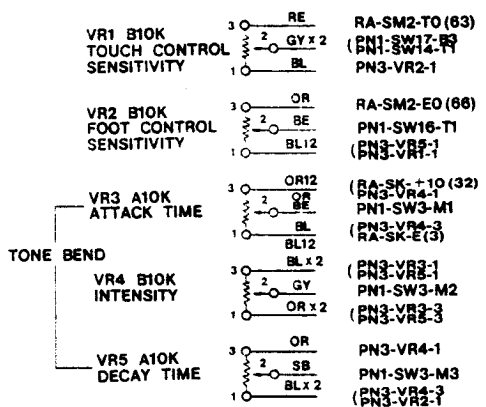 VR1 B10K
TOUCH CONTROL
SENSITIVITY
3 RE RA-SM2-T0(63)
2 GY x 2 (PN1-SW17-B3
PN1-SW14-T1
1 BL PN3-VR2-1
VR2 B10K
FOOT CONTROL
SENSITIVITY
3 OR RA-SM2-E0(66)
2 BE PN1-SW16-T1
1 BL12 (PN3-VR5-1
PN3-VR1-1
VR3 A10K
ATTACK TIME
3 OR12 (RA-SK-+10(32)
OR PN3-VR4-1
2 BE PN1-SW3-M1
1 BL (PN3-VR4-3
BL12 RA-SK-E(3)
TONE BEND
VR4 B10K
INTENSITY
3 BL x 2 (PN3-VR3-1
PN3-VR5-1
2 GY PN1-SW3-M2
1 OR x 2 (PN3-VR3-3
PN3-VR5-3
VR5 A10K
DECAY TIME
3 OR PN3-VR4-1
2 SB PN1-SW3-M3
1 BL x 2 (PN3-VR4-3
PN3-VR2-1